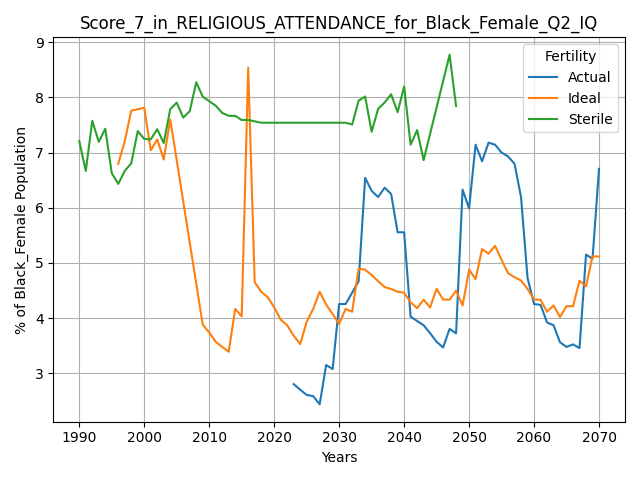 Score_7_in_RELIGIOUS_ATTENDANCE_for_Black_Female_Q2_IQ
Fertility
Actual
Ideal
Sterile
% of Black_Female Population
9
8
7
6
5
4
3
1990 2000 2010 2020 2030 2040 2050 2060 2070
Years